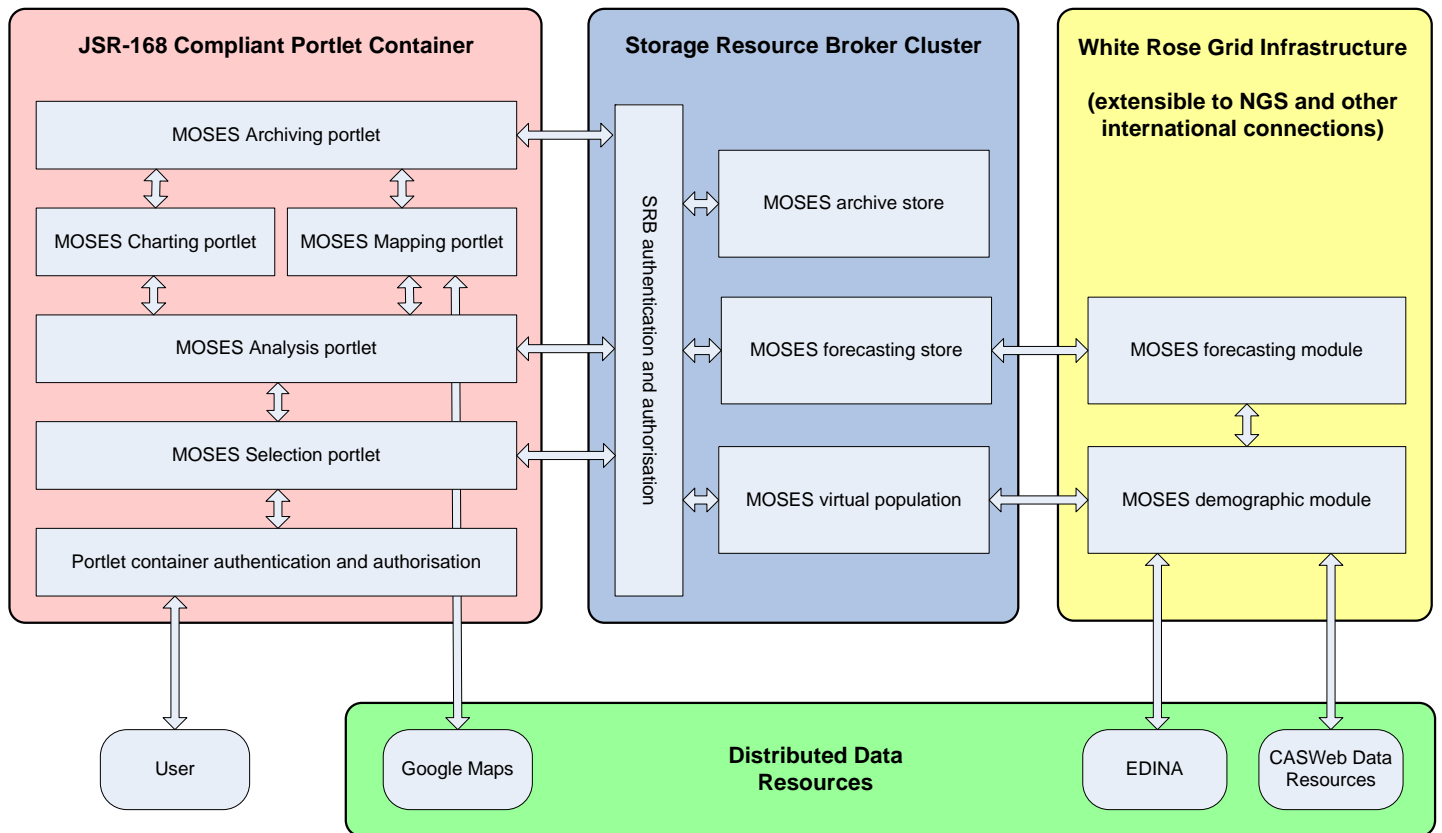 JSR-168 Compliant Portlet Container
MOSES Archiving portlet
MOSES Charting portlet
MOSES Mapping portlet
MOSES Analysis portlet
MOSES Selection portlet
Portlet container authentication and authorisation
Storage Resource Broker Cluster
SRB authentication and authorisation
MOSES archive store
MOSES forecasting store
MOSES virtual population
White Rose Grid Infrastructure
(extensible to NGS and other
international connections)
MOSES forecasting module
MOSES demographic module
User
Google Maps
Distributed Data
Resources
EDINA
CASWeb Data
Resources